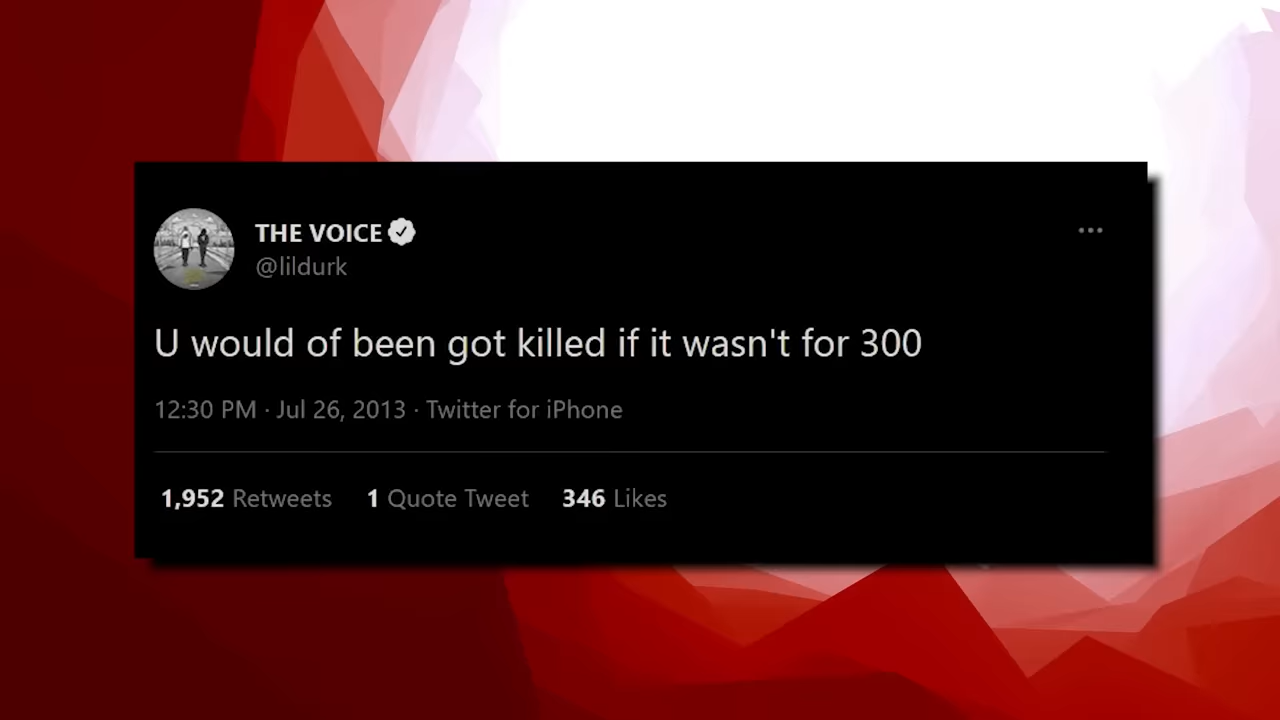 THE VOICE
@lildurk
U would of been got killed if it wasn't for 300
12:30 PM · Jul 26, 2013 · Twitter for iPhone
1,952 Retweets 1 Quote Tweet 346 Likes